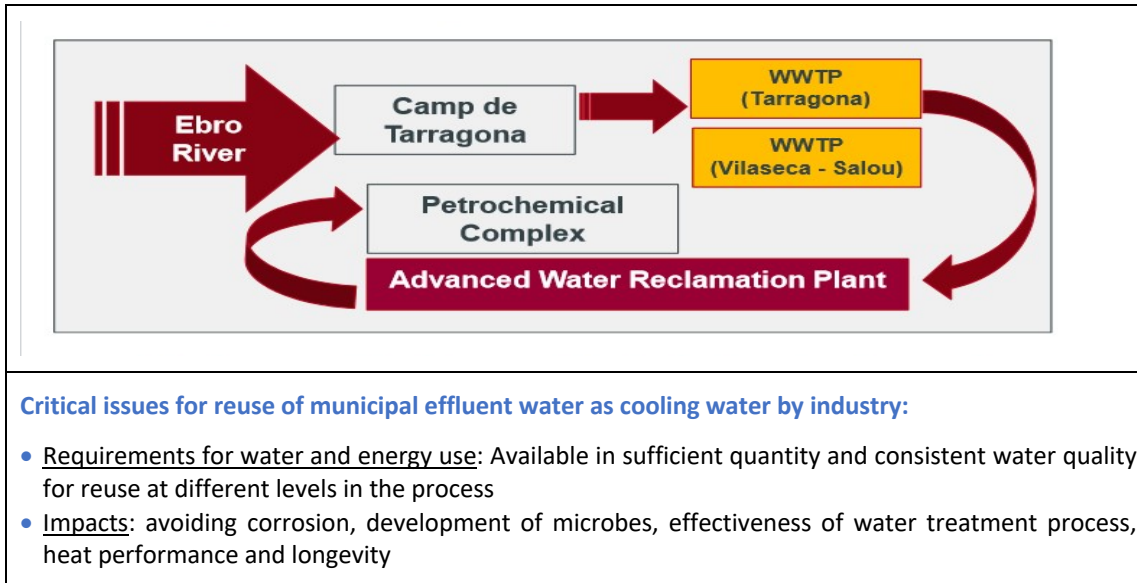 Ebro
River
Camp de
Tarragona
WWTP
(Tarragona)
WWTP
(Vilaseca - Salou)
Petrochemical
Complex
Advanced Water Reclamation Plant
Critical issues for reuse of municipal effluent water as cooling water by industry:
• Requirements for water and energy use: Available in sufficient quantity and consistent water quality
for reuse at different levels in the process
• Impacts: avoiding corrosion, development of microbes, effectiveness of water treatment process,
heat performance and longevity